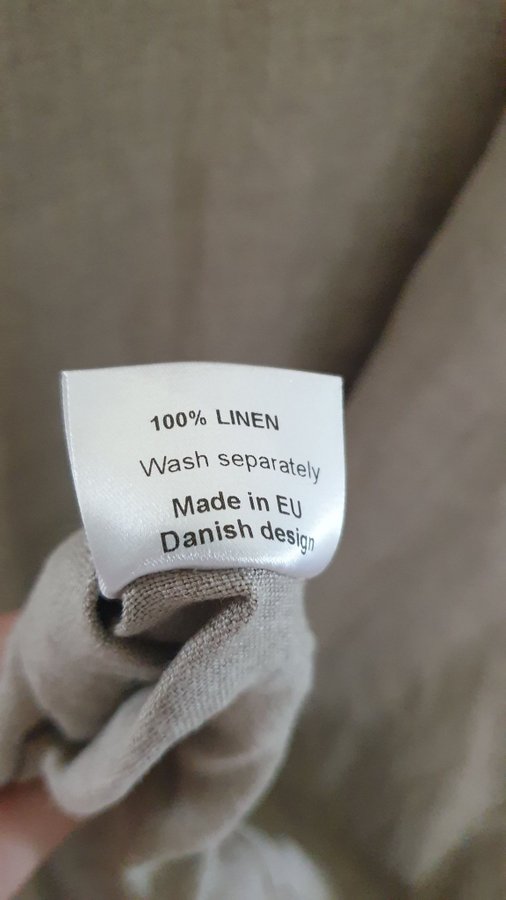 100% LINEN
Wash separately
Made in EU
Danish design